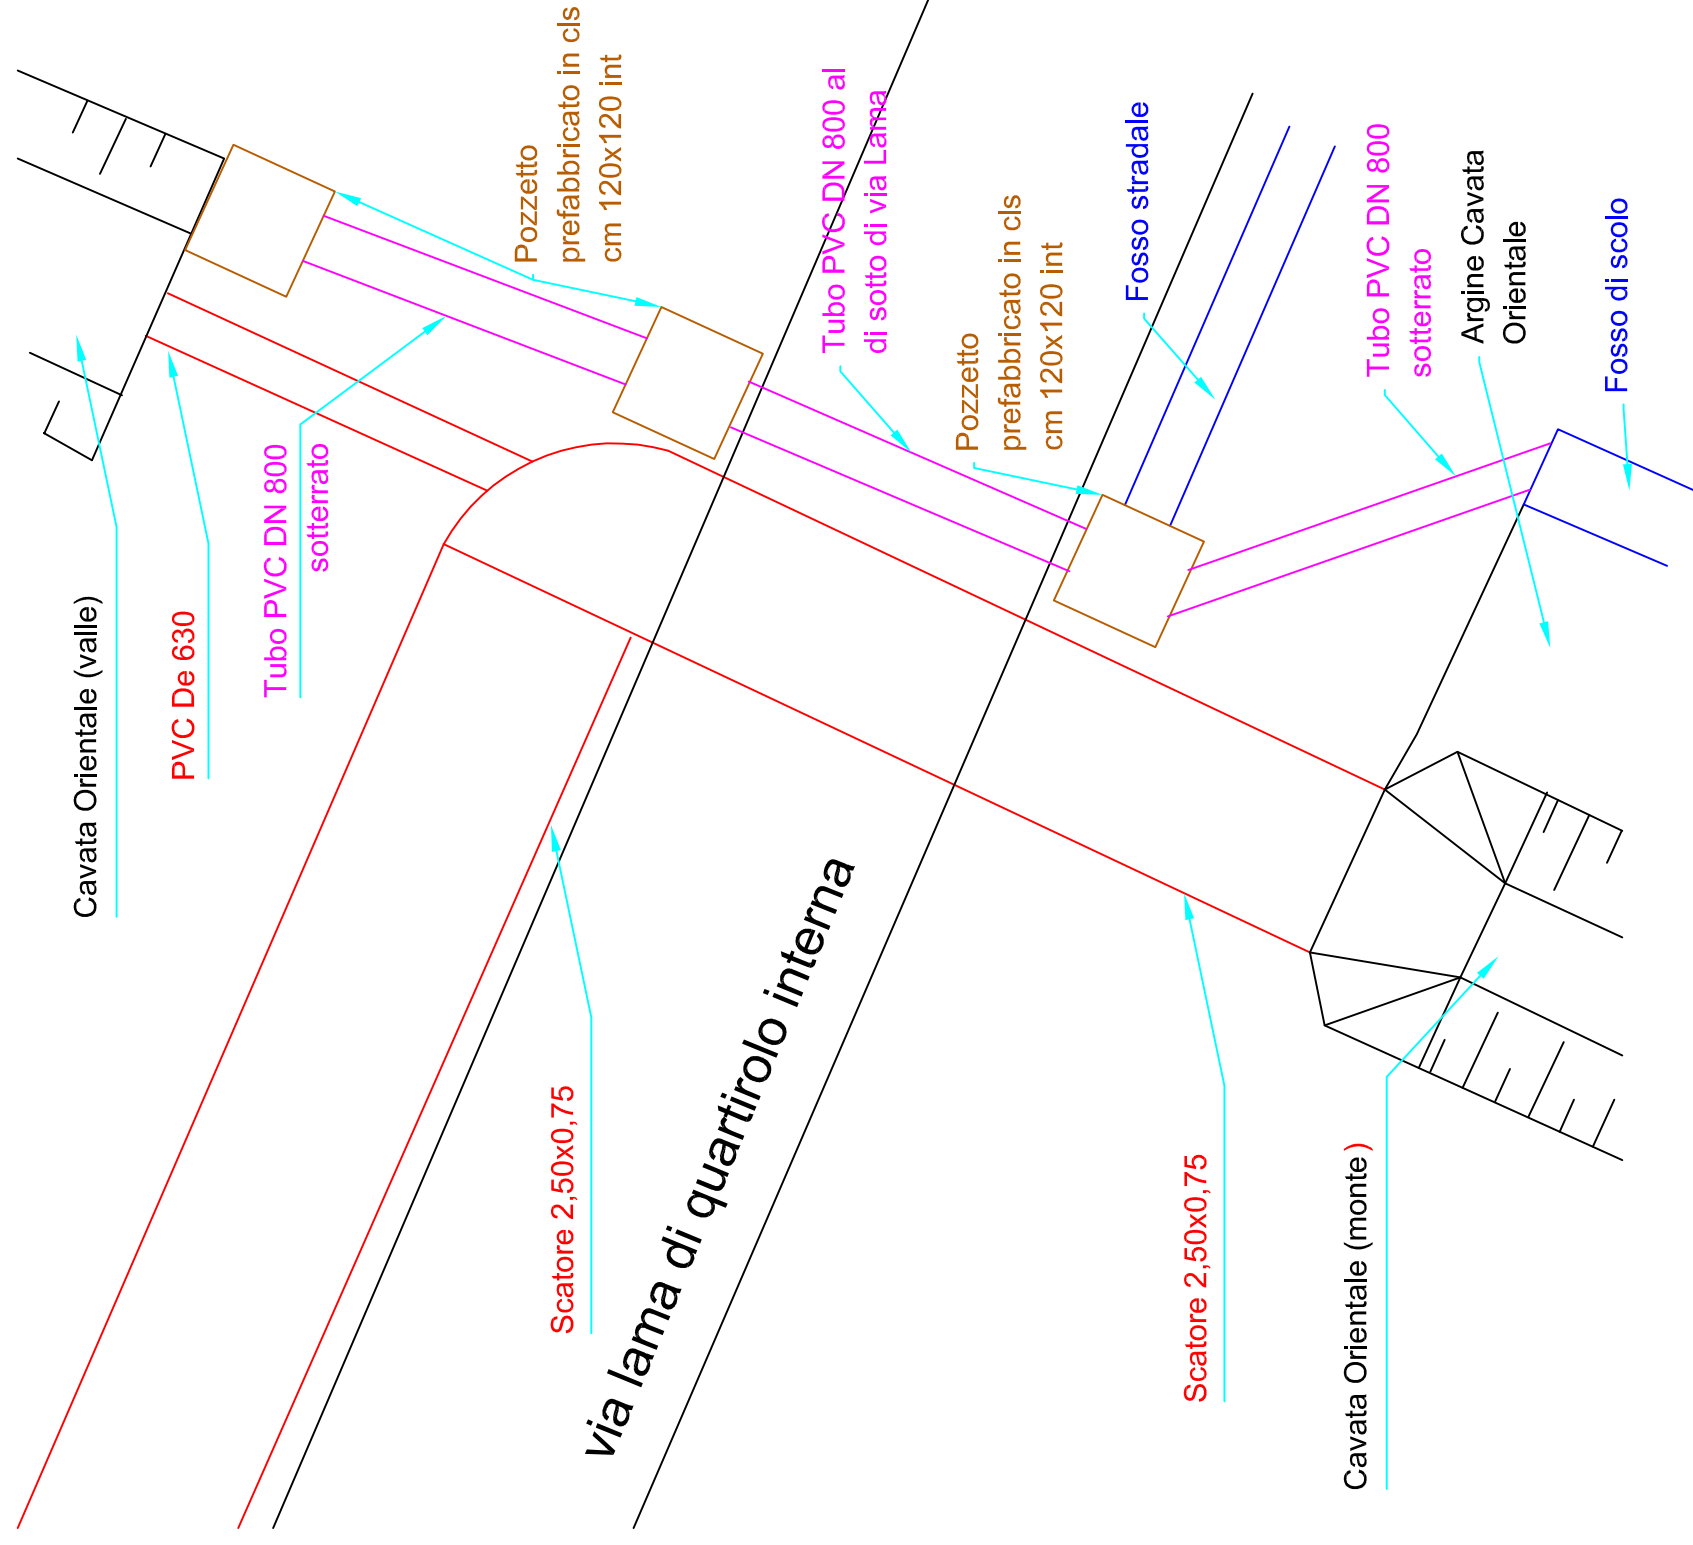 Cavata Orientale (valle)
PVC De 630
Tubo PVC DN 800
sotterrato
Pozzetto
prefabbricato in cls
cm 120x120 int
Scatore 2,50x0,75
via lama di quartirolo interna
Tubo PVC DN 800 al
di sotto di via Lama
Pozzetto
prefabbricato in cls
cm 120x120 int
Fosso stradale
Scatore 2,50x0,75
Cavata Orientale (monte)
Tubo PVC DN 800
sotterrato
Argine Cavata
Orientale
Fosso di scolo